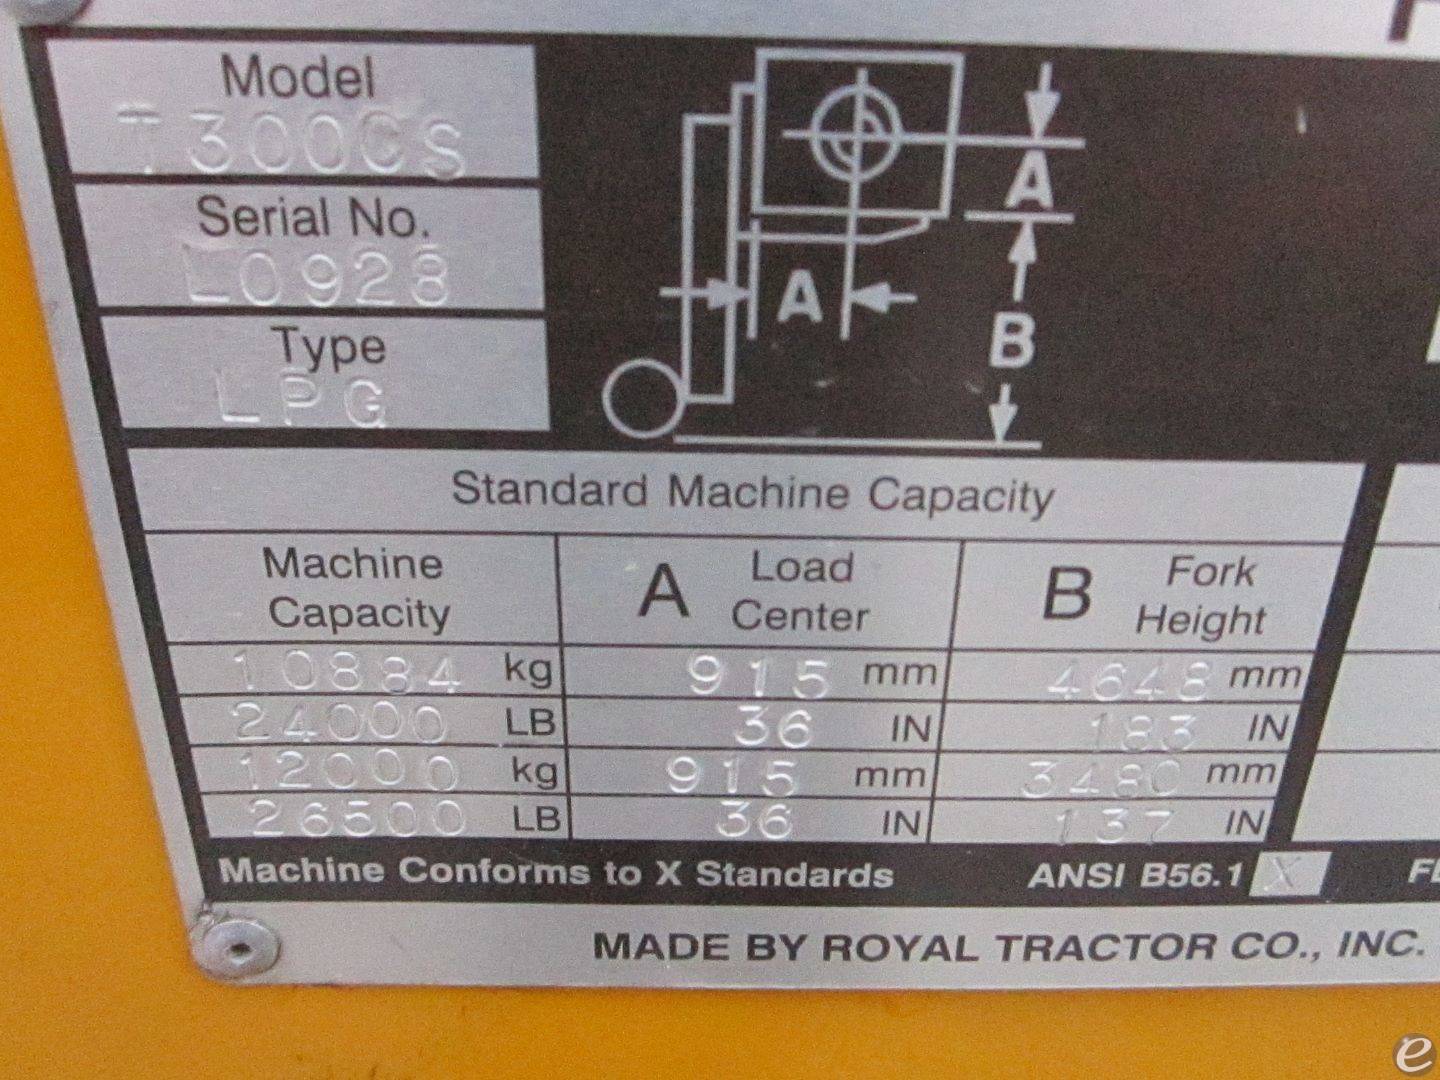 Model
T300CS
Serial No.
L0928
Type
LPG
A
A
B
Standard Machine Capacity
Machine Capacity
A Load Center
B Fork Height
10884 kg 915 mm 4648 mm
24000 LB 36 IN 183 IN
12000 kg 915 mm 3480 mm
26500 LB 36 IN 137 IN
Machine Conforms to X Standards ANSI B56.1 X
MADE BY ROYAL TRACTOR CO., INC.
e